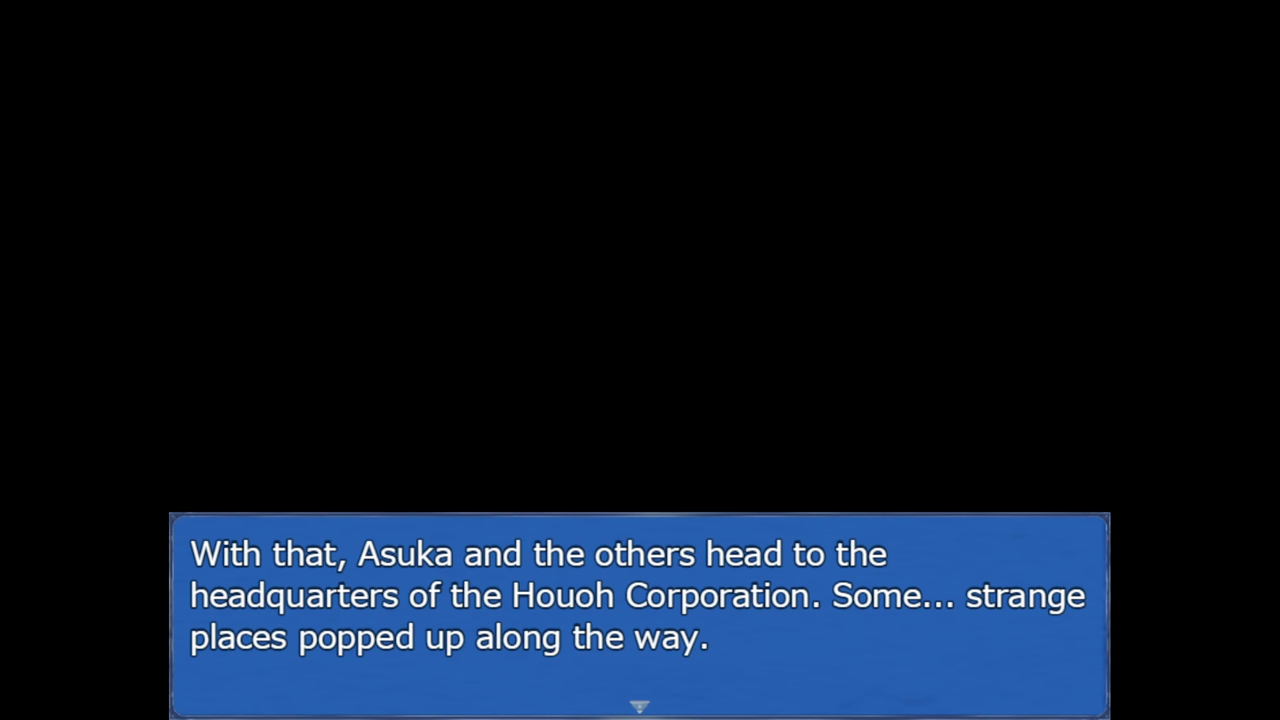 With that, Asuka and the others head to the
headquarters of the Houoh Corporation. Some... strange
places popped up along the way.